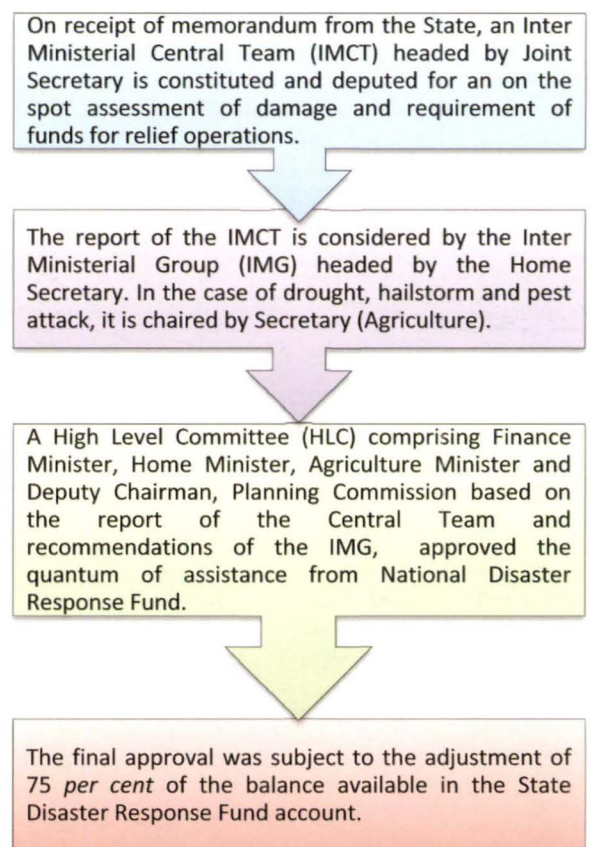 On receipt of memorandum from the State, an Inter
Ministerial Central Team (IMCT) headed by Joint
Secretary is constituted and deputed for an on the
spot assessment of damage and requirement of
funds for relief operations.
The report of the IMCT is considered by the Inter
Ministerial Group (IMG) headed by the Home
Secretary. In the case of drought, hailstorm and pest
attack, it is chaired by Secretary (Agriculture).
A High Level Committee (HLC) comprising Finance
Minister, Home Minister, Agriculture Minister and
Deputy Chairman, Planning Commission based on
the report of the Central Team and
recommendations of the IMG, approved the
quantum of assistance from National Disaster
Response Fund.
The final approval was subject to the adjustment of
75 per cent of the balance available in the State
Disaster Response Fund account.